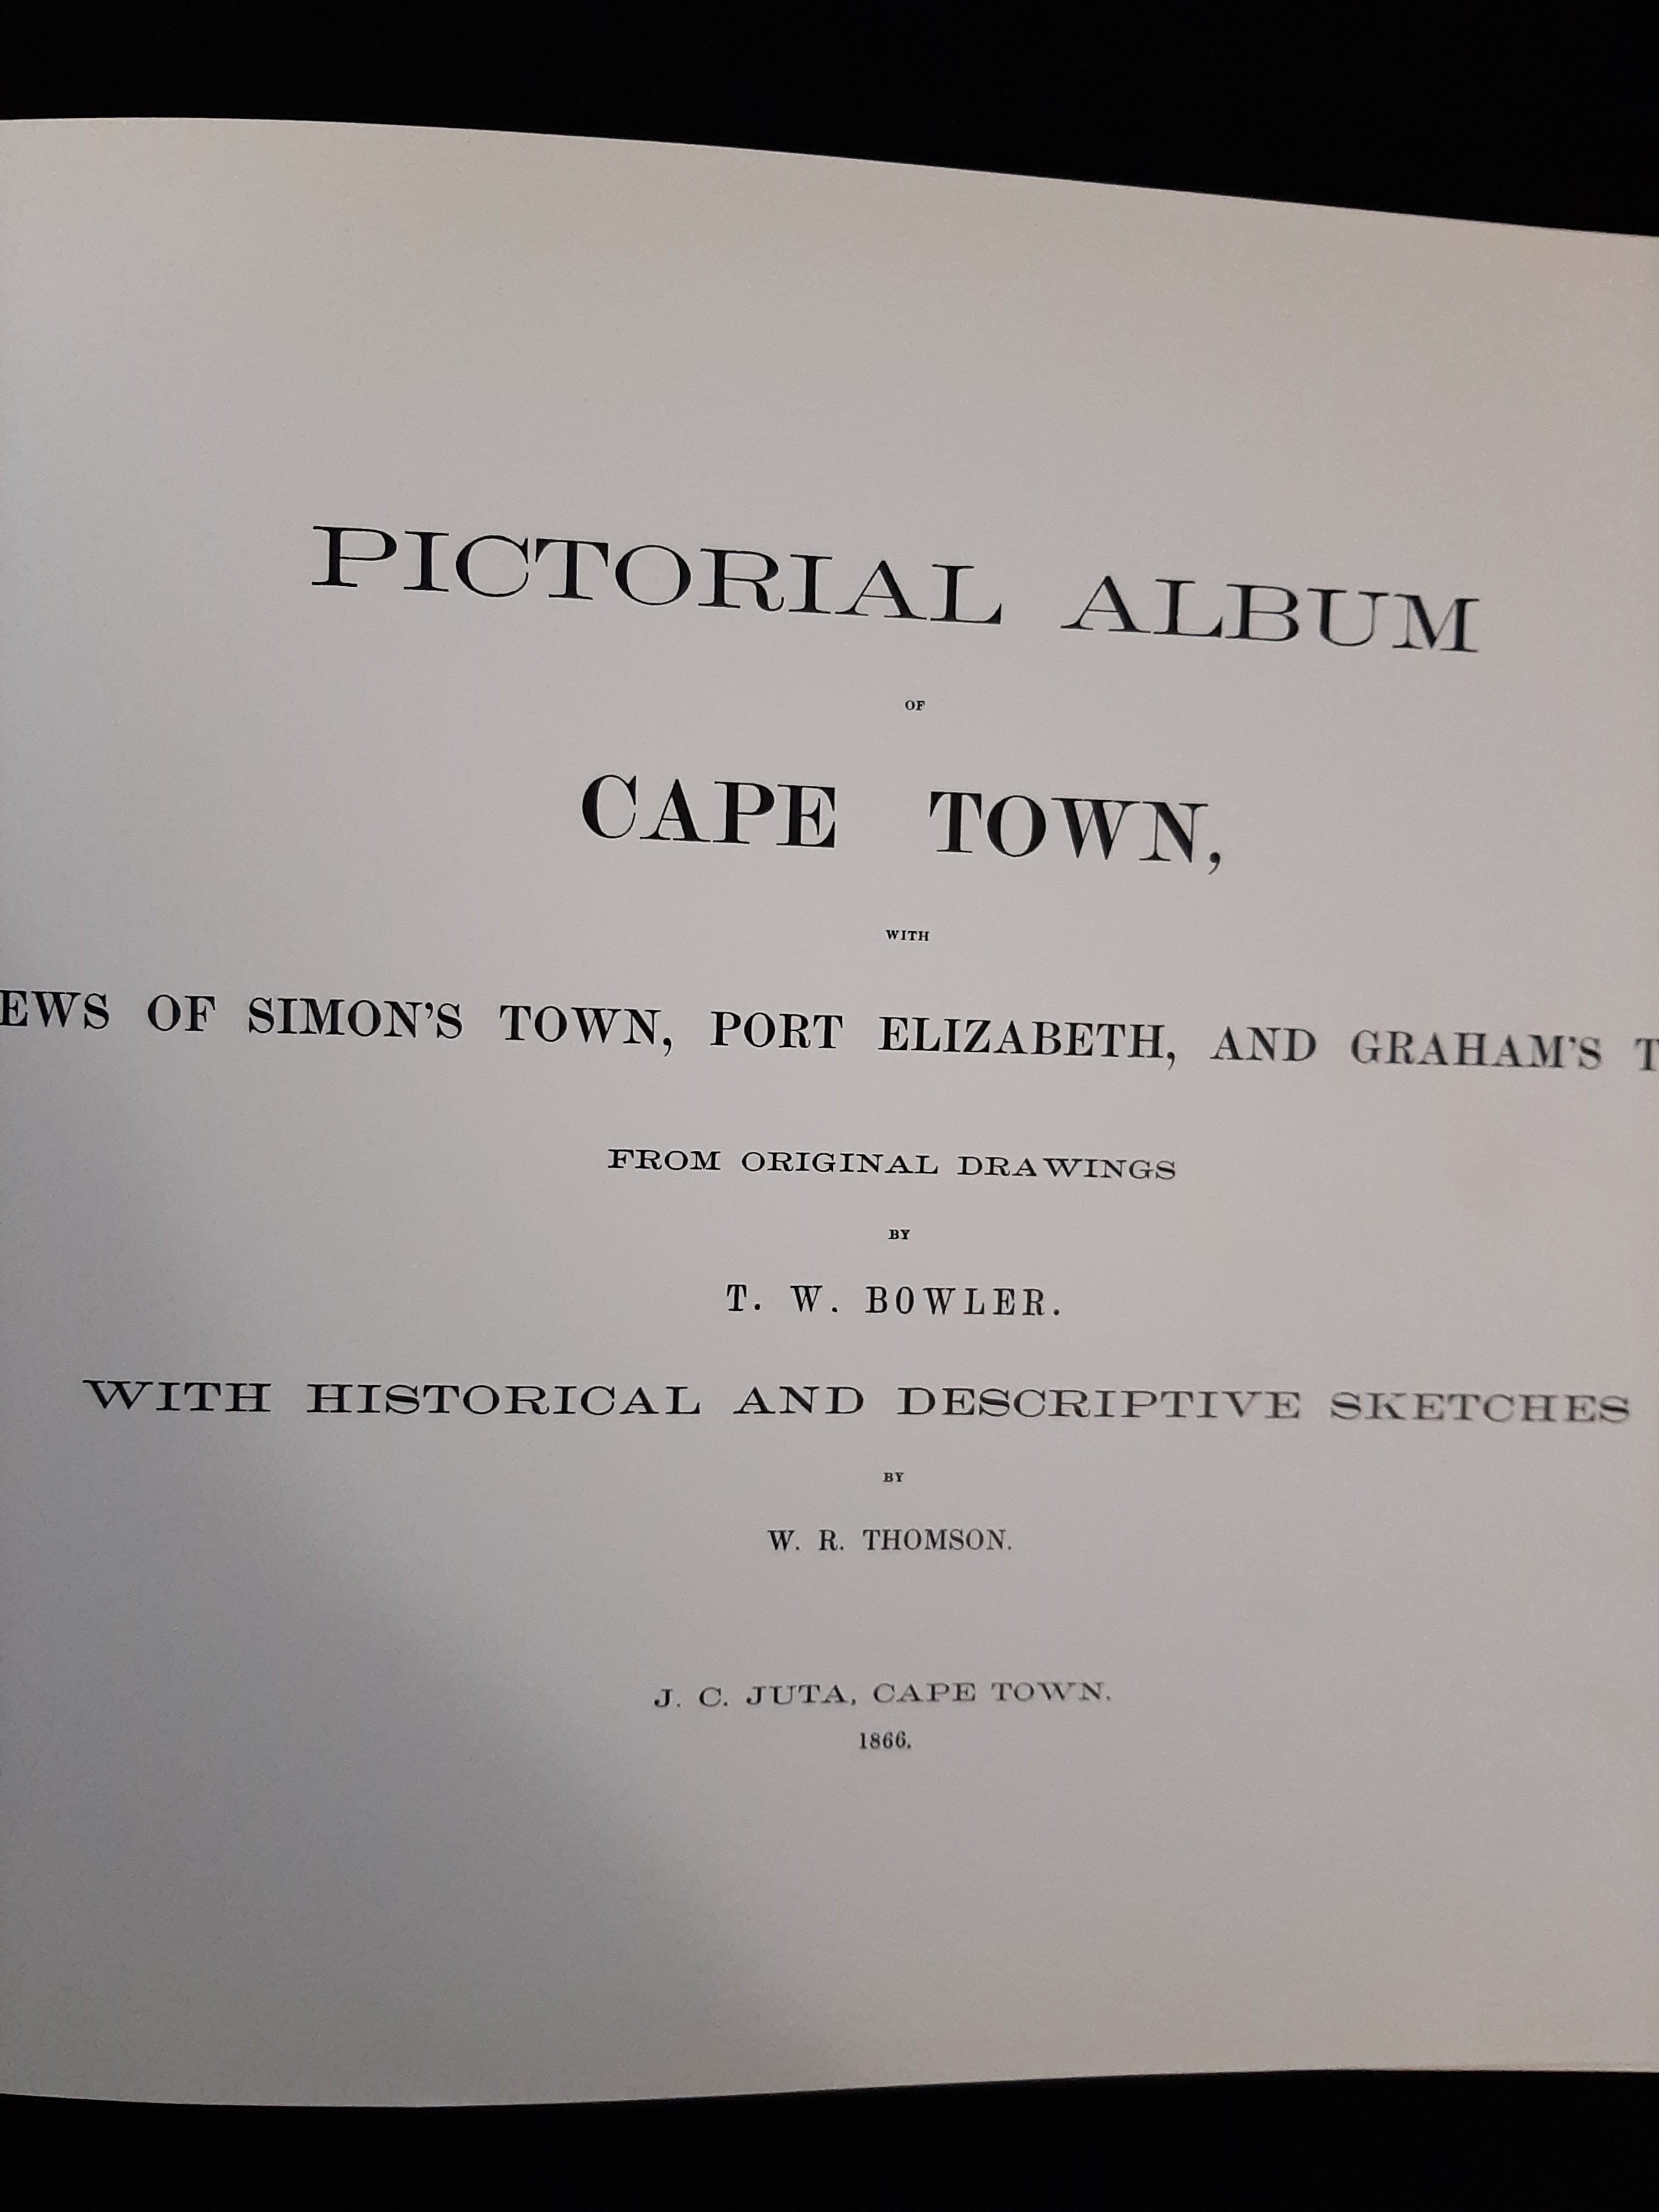 PICTORIAL ALBUM
OF
CAPE TOWN,
WITH
EWS OF SIMON'S TOWN, PORT ELIZABETH, AND GRAHAM'S T
FROM ORIGINAL DRAWINGS
BY
T. W. BOWLER.
WITH HISTORICAL AND DESCRIPTIVE SKETCHES
BY
W. R. THOMSON.
J. C. JUTA, CAPE TOWN.
1866.